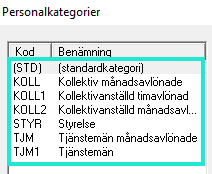 Personalkategorier
Kod Benämning
(STD) (standardkategori)
KOLL Kollektiv månadsavlönade
KOLL1 Kollektivanställd timavlönad
KOLL2 Kollektivanställd månadsavl...
STYR Styrelse
TJM Tjänstemän månadsavlönade
TJM1 Tjänstemän